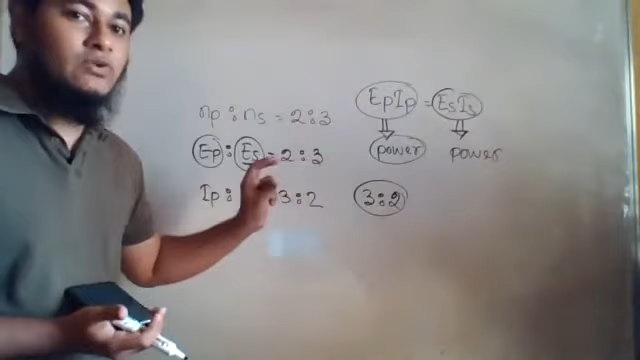 np : ns = 2 : 3
Ep : Es = 2 : 3
Ip : 3 : 2
3 : 2
EpIp = EsIs
power power